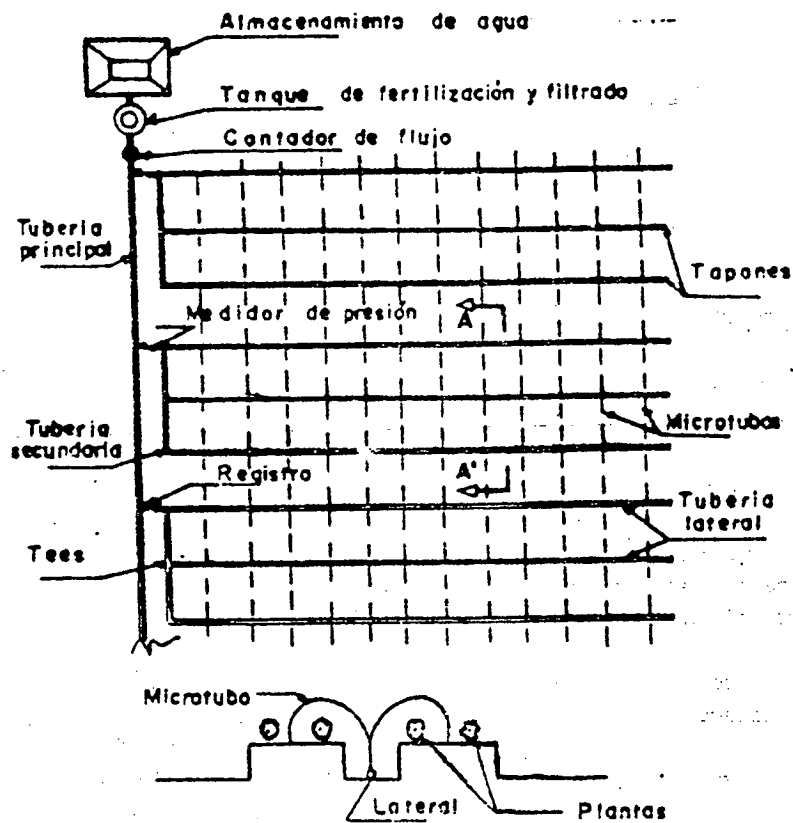 Almacenamiento de agua
Tanque de fertilización y filtrado
Contador de flujo
Tuberia
principal
Tapones
Medidor de presión
A
Tuberia
secundaria
Microtubos
Registro
A'
Tuberia
lateral
Tees
Microtubo
Lateral
Plantas